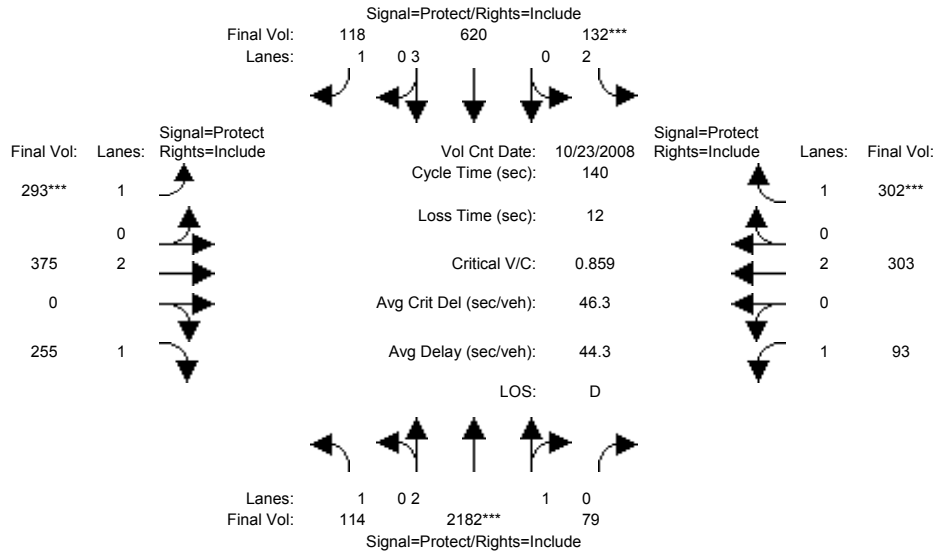 Signal=Protect/Rights=Include
Final Vol: 118 620 132***
Lanes: 1 0 3 0 2
Signal=Protect Signal=Protect
Final Vol: Lanes: Rights=Include Vol Cnt Date: 10/23/2008 Rights=Include Lanes: Final Vol:
Cycle Time (sec): 140
293*** 1 1 302***
Loss Time (sec): 12
0 0
375 2 Critical V/C: 0.859 2 303
0 Avg Crit Del (sec/veh): 46.3 0
255 1 Avg Delay (sec/veh): 44.3 1 93
LOS: D
Lanes: 1 0 2 1 0
Final Vol: 114 2182*** 79
Signal=Protect/Rights=Include